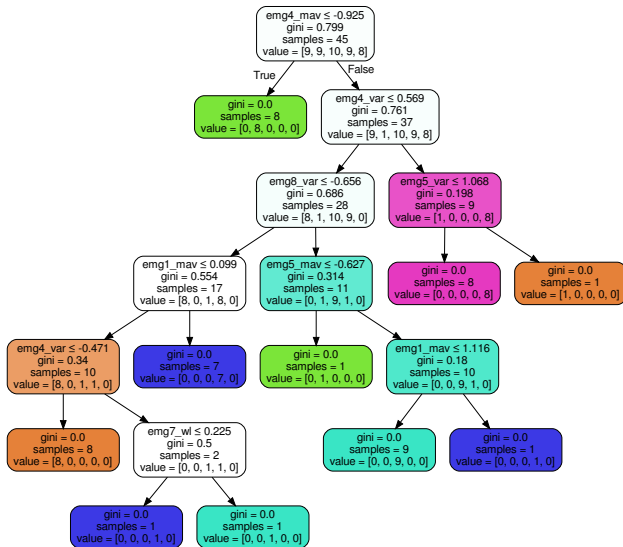 emg4_mav ≤ -0.925
gini = 0.799
samples = 45
value = [9, 9, 10, 9, 8]
True
False
gini = 0.0
samples = 8
value = [0, 8, 0, 0, 0]
emg4_var ≤ 0.569
gini = 0.761
samples = 37
value = [9, 1, 10, 9, 8]
emg8_var ≤ -0.656
gini = 0.686
samples = 28
value = [8, 1, 10, 9, 0]
emg5_var ≤ 1.068
gini = 0.198
samples = 9
value = [1, 0, 0, 0, 8]
emg1_mav ≤ 0.099
gini = 0.554
samples = 17
value = [8, 0, 1, 8, 0]
emg5_mav ≤ -0.627
gini = 0.314
samples = 11
value = [0, 1, 9, 1, 0]
gini = 0.0
samples = 8
value = [0, 0, 0, 0, 8]
gini = 0.0
samples = 1
value = [1, 0, 0, 0, 0]
emg4_var ≤ -0.471
gini = 0.34
samples = 10
value = [8, 0, 1, 1, 0]
gini = 0.0
samples = 7
value = [0, 0, 0, 7, 0]
gini = 0.0
samples = 1
value = [0, 1, 0, 0, 0]
emg1_mav ≤ 1.116
gini = 0.18
samples = 10
value = [0, 0, 9, 1, 0]
gini = 0.0
samples = 8
value = [8, 0, 0, 0, 0]
emg7_wl ≤ 0.225
gini = 0.5
samples = 2
value = [0, 0, 1, 1, 0]
gini = 0.0
samples = 9
value = [0, 0, 9, 0, 0]
gini = 0.0
samples = 1
value = [0, 0, 0, 1, 0]
gini = 0.0
samples = 1
value = [0, 0, 0, 1, 0]
gini = 0.0
samples = 1
value = [0, 0, 1, 0, 0]